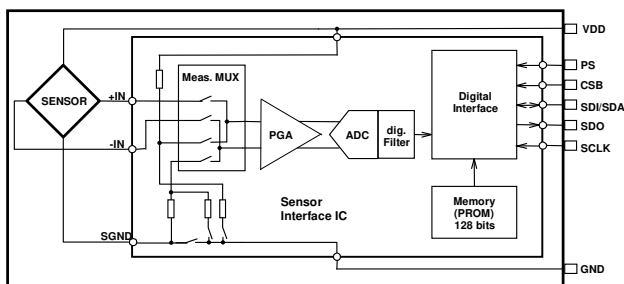 VDD
PS
CSB
SDI/SDA
SDO
SCLK
GND
SENSOR
+IN
-IN
SGND
Meas. MUX
PGA
ADC
dig.
Filter
Digital
Interface
Memory
(PROM)
128 bits
Sensor
Interface IC